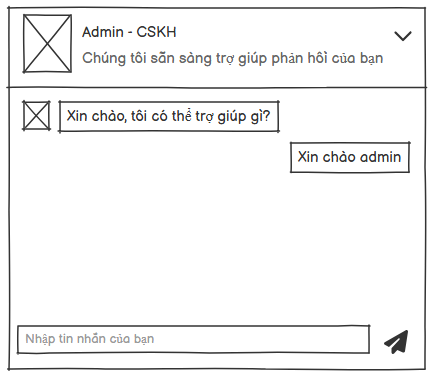 Admin - CSKH
Chúng tôi sẵn sàng trợ giúp phản hồi của bạn
Xin chào, tôi có thể trợ giúp gì?
Xin chào admin
Nhập tin nhắn của bạn